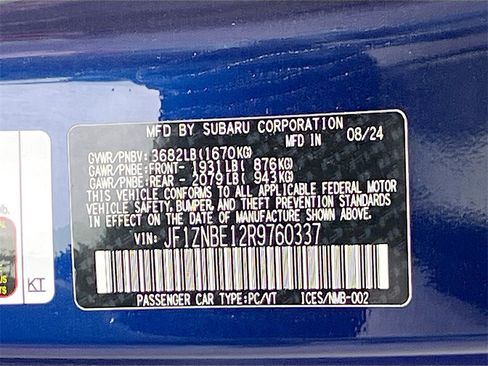 MFD BY SUBARU CORPORATION
MFD IN 08/24
GVWR/PNBV: 3682LB(1670KG)
GAWR/PNBE:FRONT- 1931LB( 876KG)
GAWR/PNBE:REAR - 2079LB( 943KG)
THIS VEHICLE CONFORMS TO ALL APPLICABLE FEDERAL MOTOR
VEHICLE SAFETY, BUMPER, AND THEFT PREVENTION STANDARDS
IN EFFECT ON THE DATE OF MANUFACTURE SHOWN ABOVE.
VIN: JF1ZNBE12R9760337
PASSENGER CAR TYPE:PC/VT ICES/NMB-002
KT